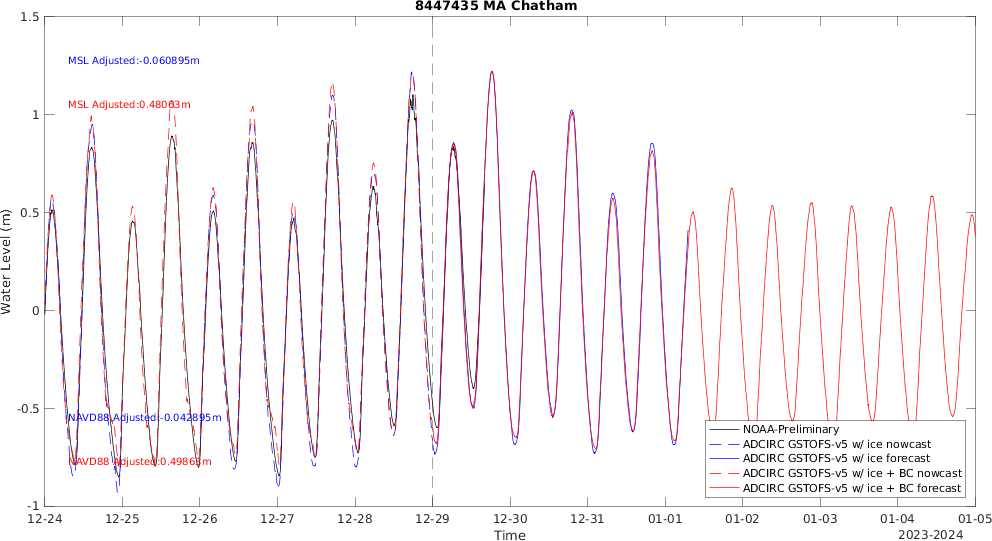 8447435 MA Chatham
1.5
MSL Adjusted:-0.060895m
MSL Adjusted:0.48063m
1
0.5
Water Level (m)
0
-0.5
NAVD88 Adjusted:-0.042895m
NAVD88 Adjusted:0.49863m
-1
NOAA-Preliminary
ADCIRC GSTOFS-v5 w/ ice nowcast
ADCIRC GSTOFS-v5 w/ ice forecast
ADCIRC GSTOFS-v5 w/ ice + BC nowcast
ADCIRC GSTOFS-v5 w/ ice + BC forecast
12-24 12-25 12-26 12-27 12-28 12-29 12-30 12-31 01-01 01-02 01-03 01-04 01-05
Time
2023-2024